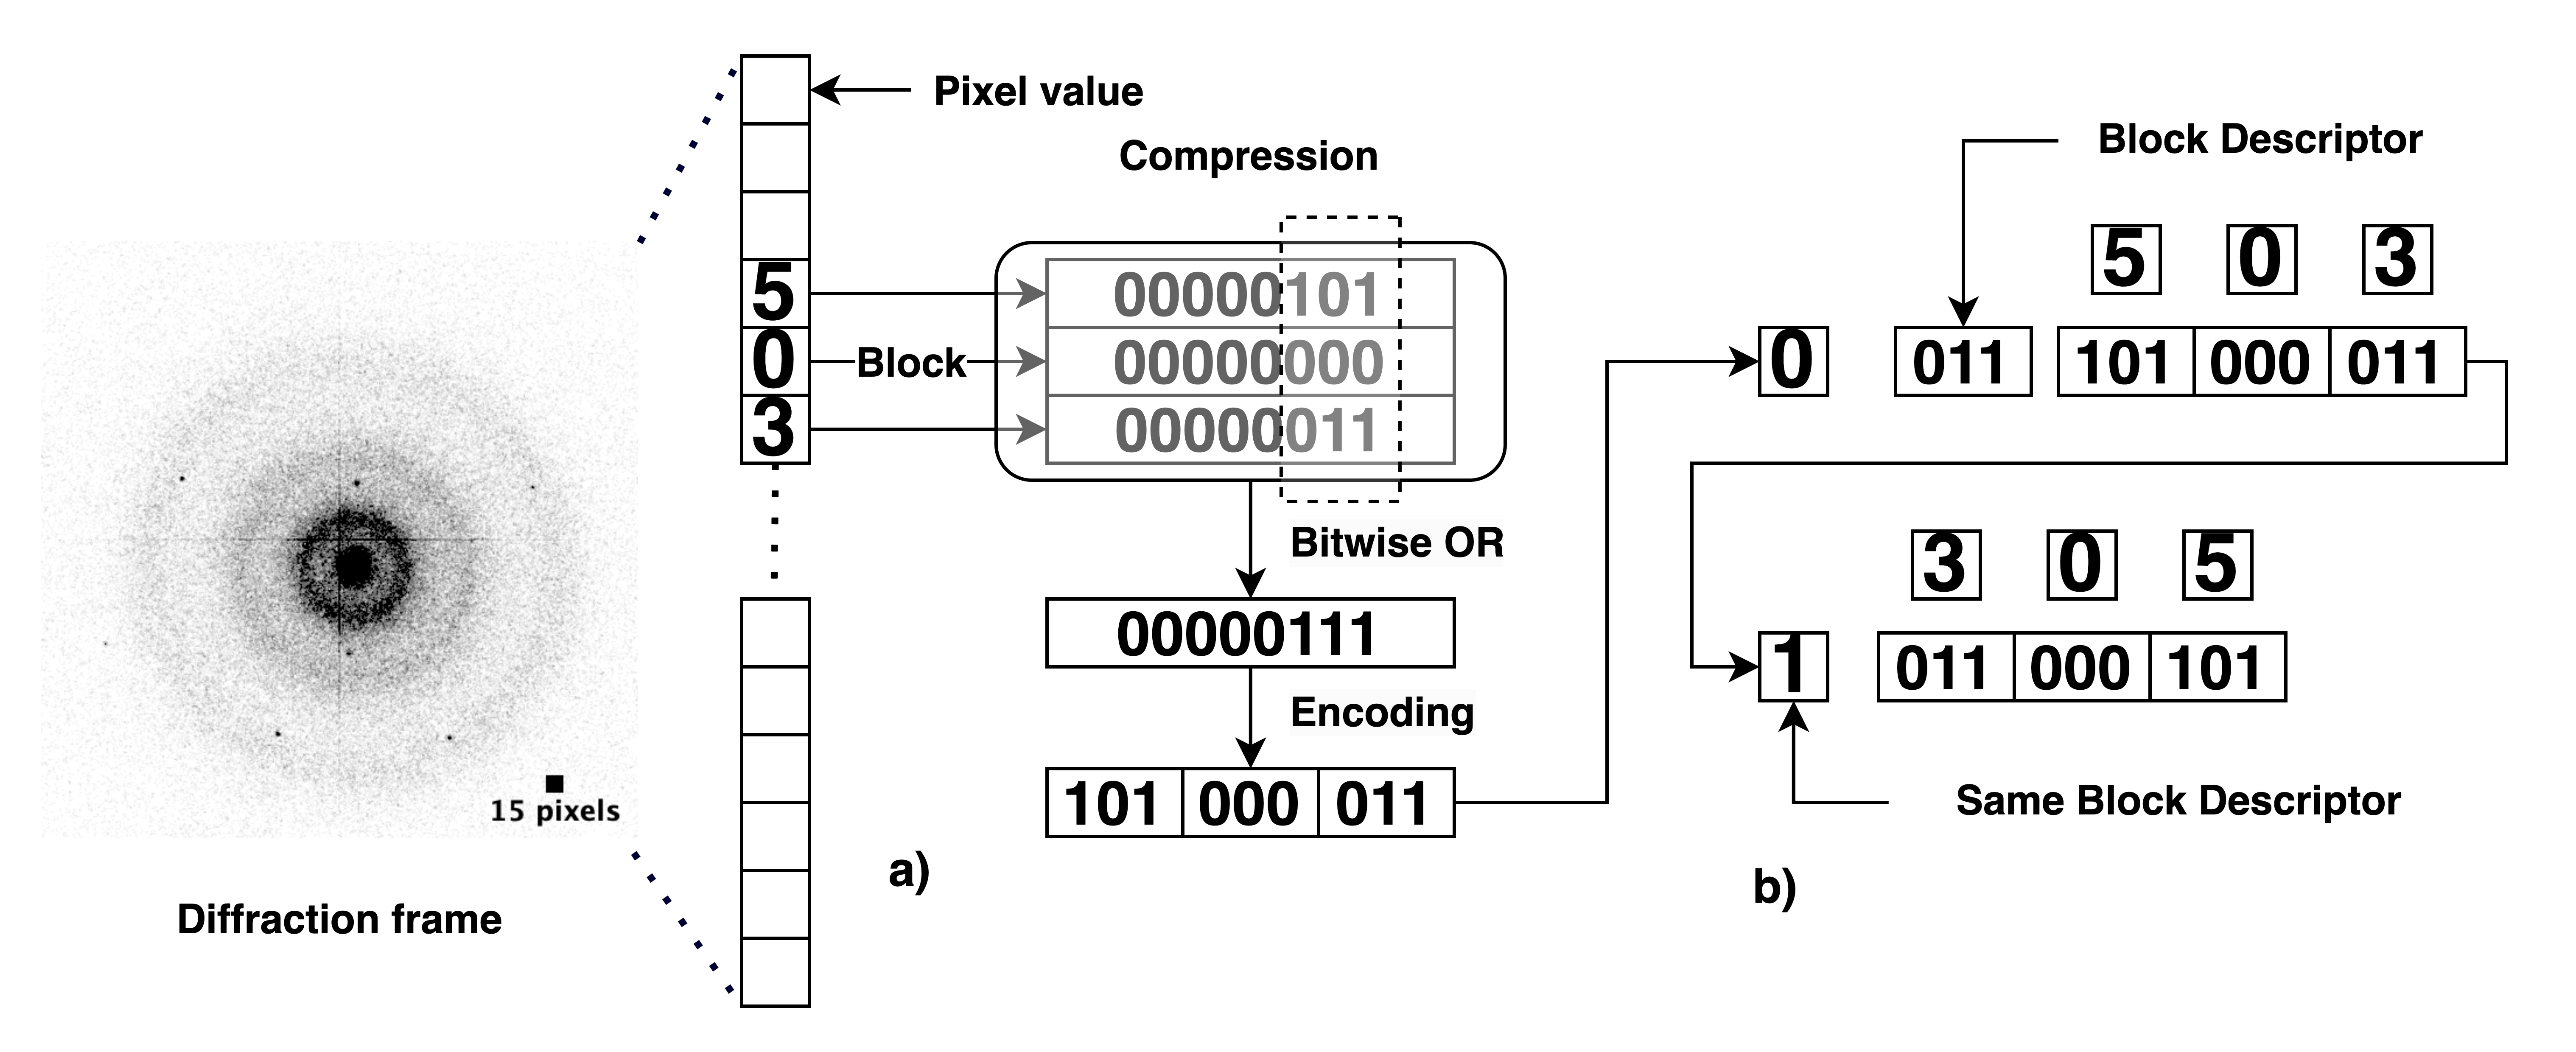 Pixel value
Compression
5
0
3
Block
00000101
00000000
00000011
Bitwise OR
00000111
Encoding
101 000 011
a)
15 pixels
Diffraction frame
Block Descriptor
5 0 3
0 011 101 000 011
3 0 5
1 011 000 101
Same Block Descriptor
b)